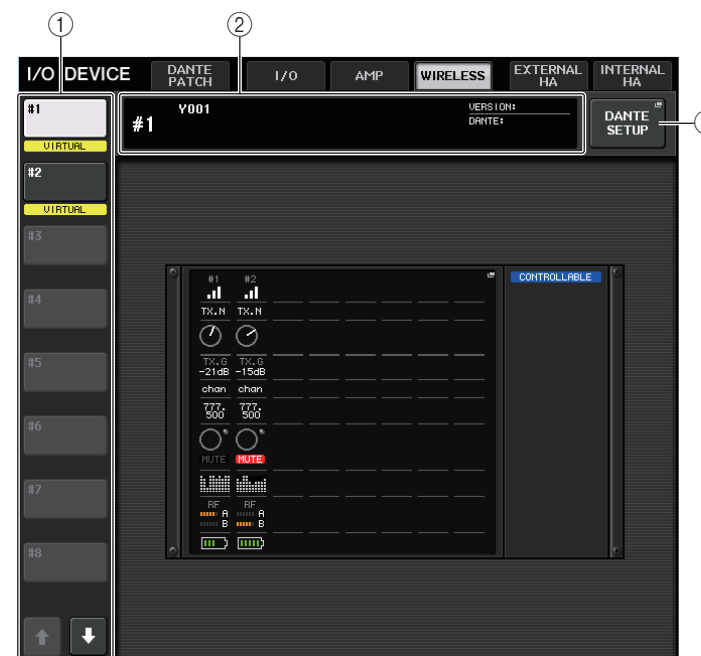 1 2
I/O DEVICE DANTE PATCH I/O AMP WIRELESS EXTERNAL HA INTERNAL HA
#1
VIRTUAL
#1 Y001 VERSION:
DANTE:
DANTE SETUP
#2
VIRTUAL
#3
#4
#5
#6
#7
#8
#1 #2 CONTROLLABLE
TX.N TX.N
TX.G TX.G
-21dB -15dB
chan chan
777. 777.
500 500
MUTE MUTE
RF RF
A A
B B